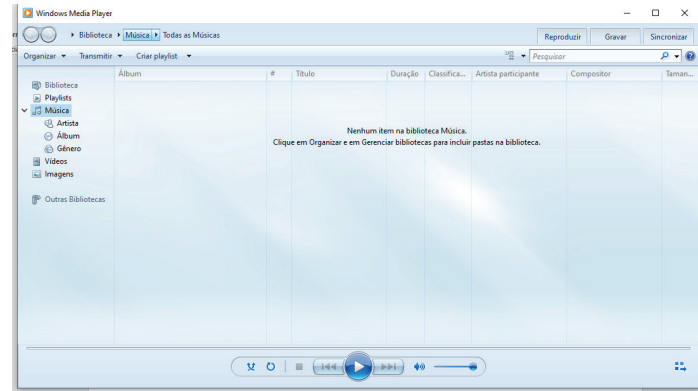 Windows Media Player
Biblioteca Música Todas as Músicas
Reproduzir Gravar Sincronizar
Organizar Transmitir Criar playlist
Pesquisar
Álbum # Título Duração Classifica... Artista participante Compositor Taman...
Biblioteca
Playlists
Música
Artista
Álbum
Gênero
Vídeos
Imagens
Outras Bibliotecas
Nenhum item na biblioteca Música.
Clique em Organizar e em Gerenciar bibliotecas para incluir pastas na biblioteca.